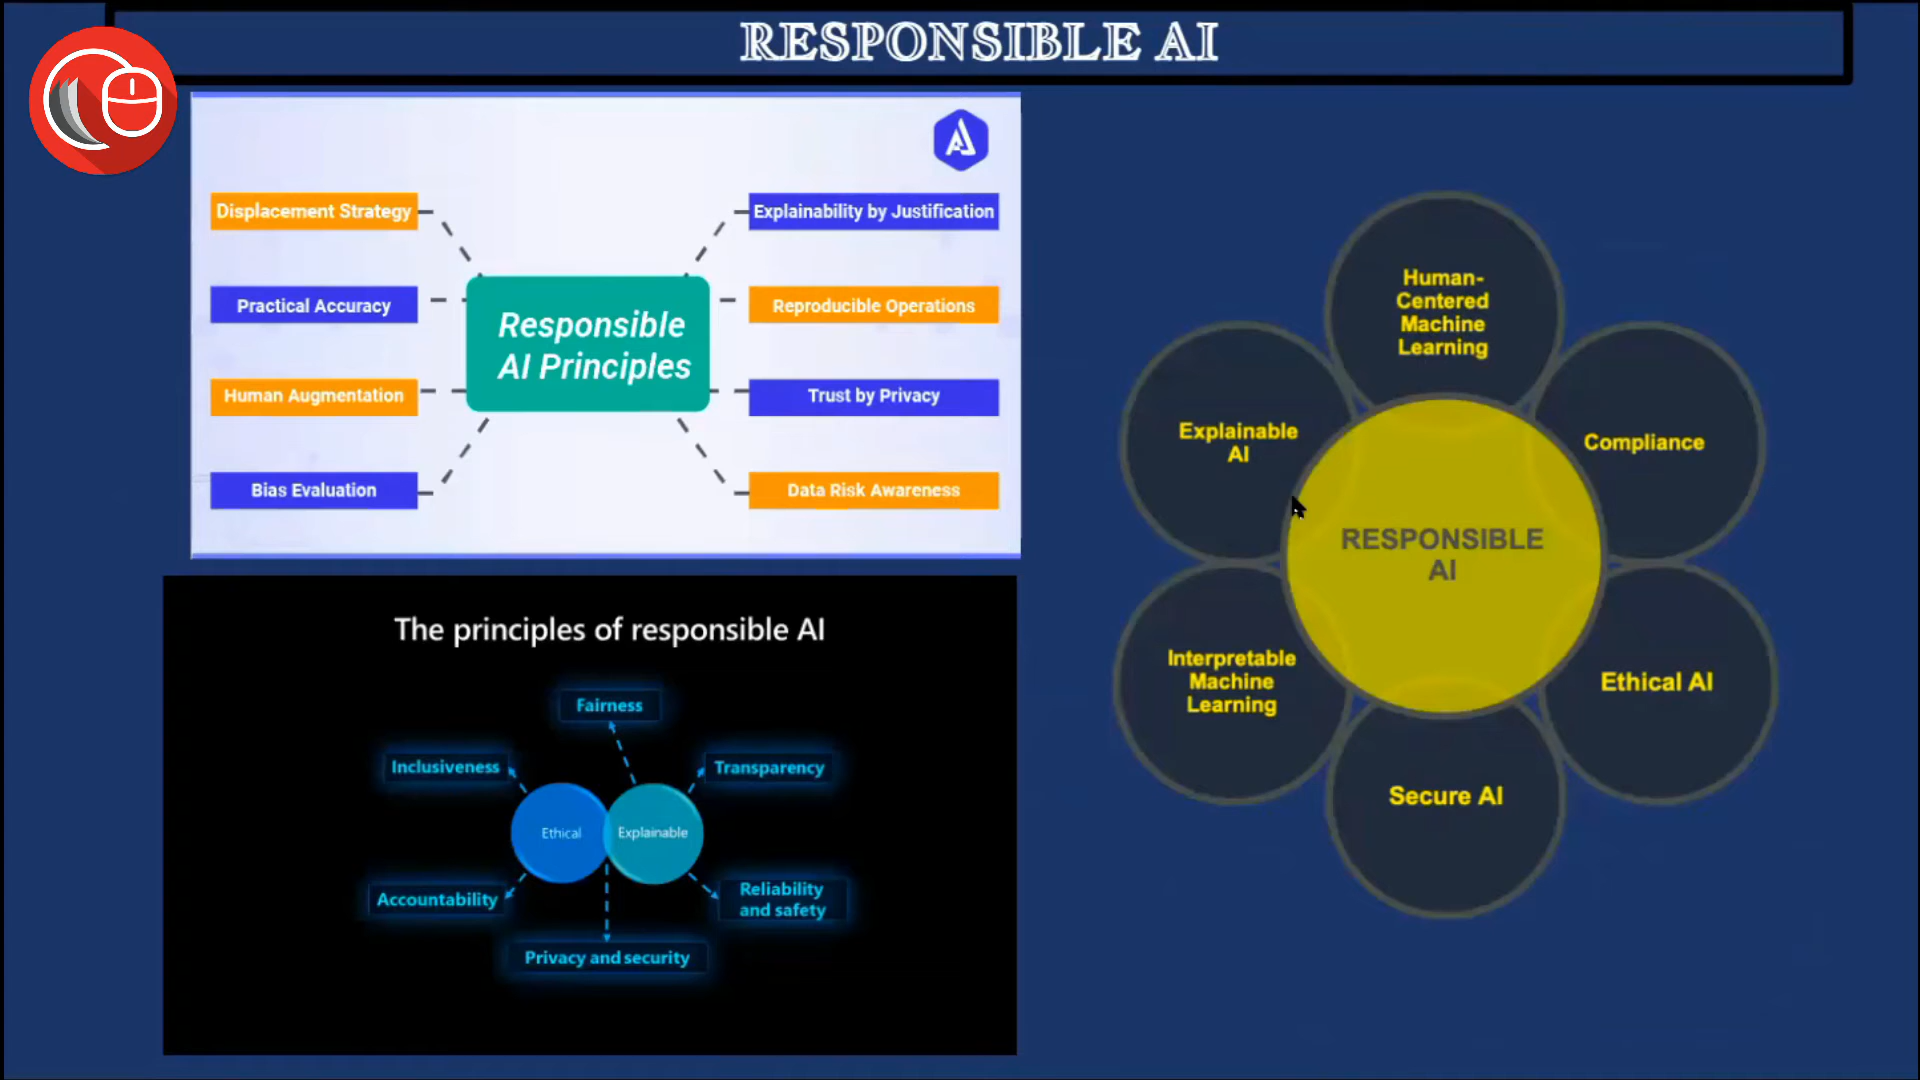 RESPONSIBLE AI
Displacement Strategy
Practical Accuracy
Human Augmentation
Bias Evaluation
Responsible
AI Principles
Explainability by Justification
Reproducible Operations
Trust by Privacy
Data Risk Awareness
The principles of responsible AI
Fairness
Inclusiveness
Transparency
Ethical
Explainable
Accountability
Reliability
and safety
Privacy and security
Human-
Centered
Machine
Learning
Explainable
AI
Compliance
RESPONSIBLE
AI
Interpretable
Machine
Learning
Ethical AI
Secure AI